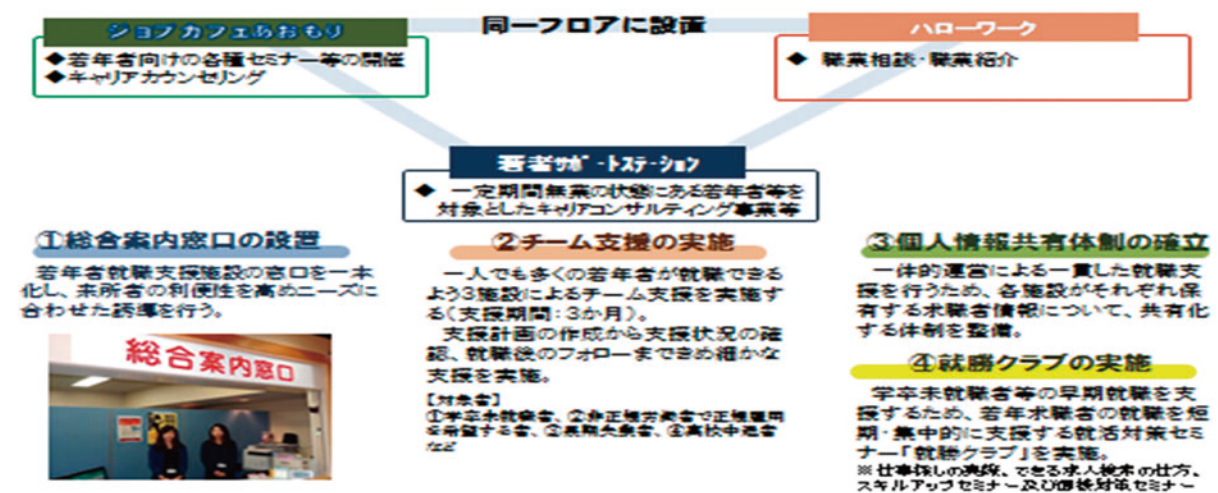 ジョブカフェあおもり
同一フロアに設置
ハローワーク
◆若者向けの各種セミナー等の開催
◆キャリアカウンセリング
◆ 職業相談・職業紹介
若者サポートステーション
◆ 一定期間無業の状態にある若年者等を
対象としたキャリアコンサルティング事業等
①総合案内窓口の設置
若年者就職支援施設の窓口を一本
化し、来所者の利便性を高めニーズに
合わせた誘導を行う。
総合案内窓口
②チーム支援の実施
一人でも多くの若年者が就職できる
よう3施設によるチーム支援を実施す
る(支援期間:3か月)。
支援計画の作成から支援状況の確
認、就職後のフォローまできめ細かな
支援を実施。
【対象者】
①学卒未就職者、②非正規労働者で正規雇用
を希望する者、③長期失業者、④高校中退者
など
③個人情報共有体制の確立
一体的運営による一貫した就職支
援を行うため、各施設がそれぞれ保
有する求職者情報について、共有化
する体制を整備。
④就勝クラブの実施
学卒未就職者等の早期就職を支
援するため、若年求職者の就職を短
期・集中的に支援する就活対策セミ
ナー「就勝クラブ」を実施。
※仕事探しの実際、できる求人検索の仕方、
スキルアップセミナー及び面接対策セミナー